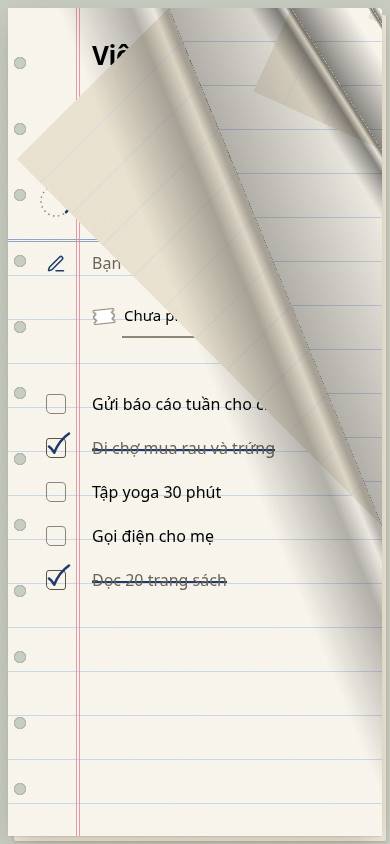 Bạn
Chưa
Gửi báo cáo tuần cho
Đi chợ mua rau và trứng
Tập yoga 30 phút
Gọi điện cho mẹ
Đọc 20 trang sách